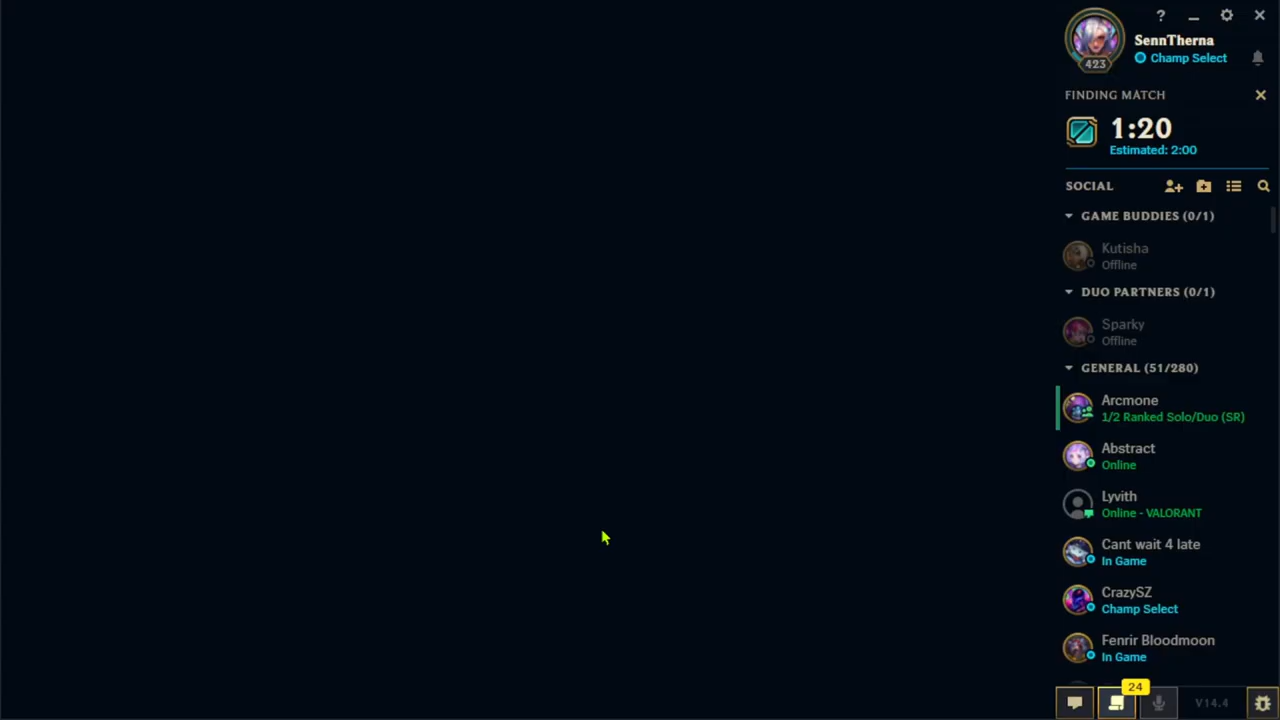 ?
SennTherna
423
Champ Select
FINDING MATCH
1:20
Estimated: 2:00
SOCIAL
GAME BUDDIES (0/1)
Kutisha
Offline
DUO PARTNERS (0/1)
Sparky
Offline
GENERAL (51/280)
Arcmone
1/2 Ranked Solo/Duo (SR)
Abstract
Online
Lyvith
Online - VALORANT
Cant wait 4 late
In Game
CrazySZ
Champ Select
Fenrir Bloodmoon
In Game
24
V14.4